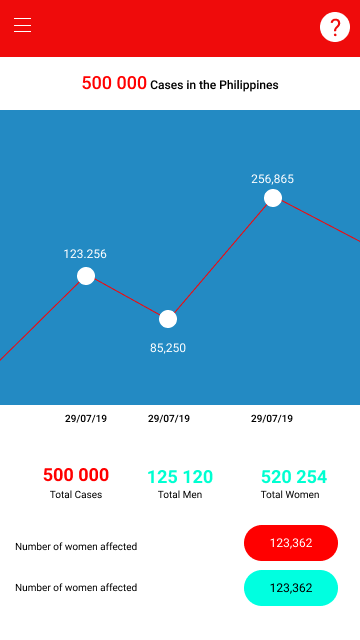 ?
500 000 Cases in the Philippines
256,865
123.256
85,250
29/07/19 29/07/19 29/07/19
500 000 125 120 520 254
Total Cases Total Men Total Women
Number of women affected 123,362
Number of women affected 123,362